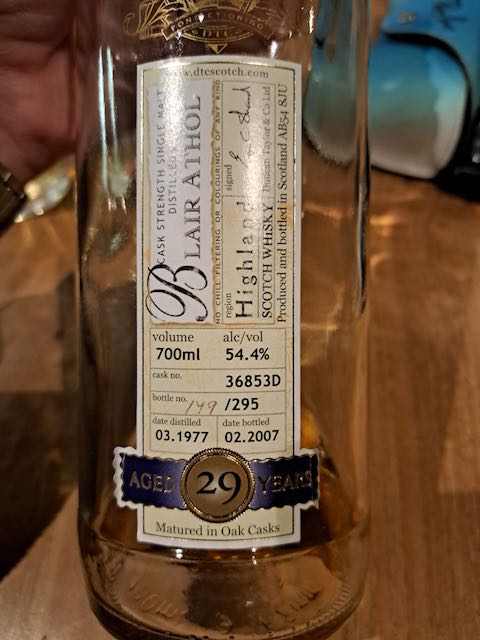 www.dtcscotch.com
CASK STRENGTH SINGLE MALT
DISTILLED
BLAIR ATHOL
NO CHILL FILTERING OR COLOURINGS OF ANY KIND
region
Highland
signed
SCOTCH WHISKY Duncan Taylor & Co Ltd
Produced and bottled in Scotland AB54 8JU
volume
700ml
alc/vol
54.4%
cask no.
36853D
bottle no.
149 /295
date distilled
03.1977
date bottled
02.2007
AGED 29 YEARS
Matured in Oak Casks